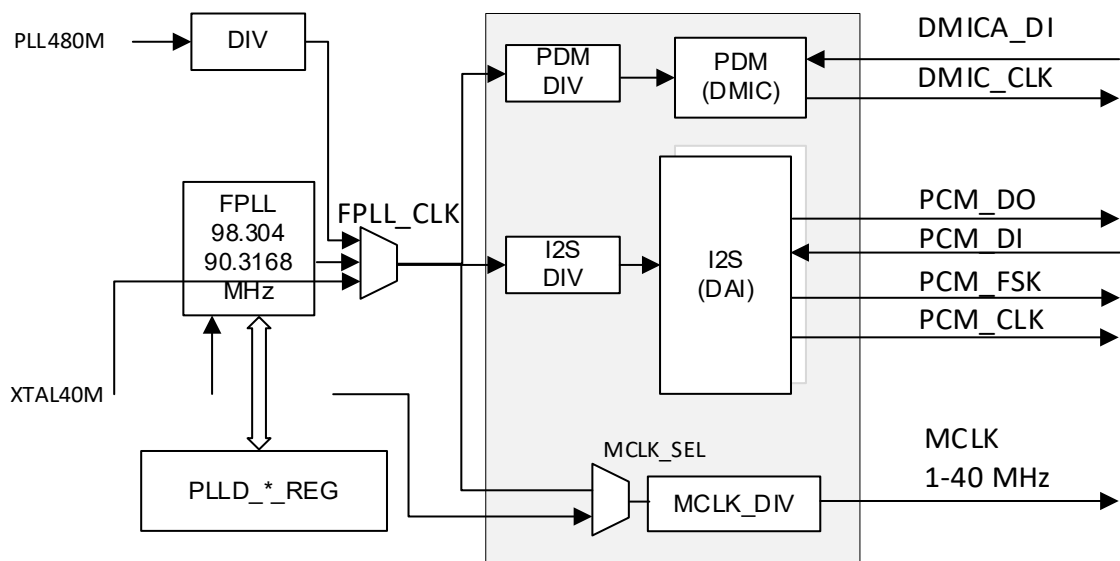 PLL480M
DIV
PDM
DIV
PDM
(DMIC)
DMICA_DI
DMIC_CLK
FPLL
98.304
90.3168
MHz
FPLL_CLK
I2S
DIV
I2S
(DAI)
PCM_DO
PCM_DI
PCM_FSK
PCM_CLK
XTAL40M
PLLD_*_REG
MCLK_SEL
MCLK_DIV
MCLK
1-40 MHz